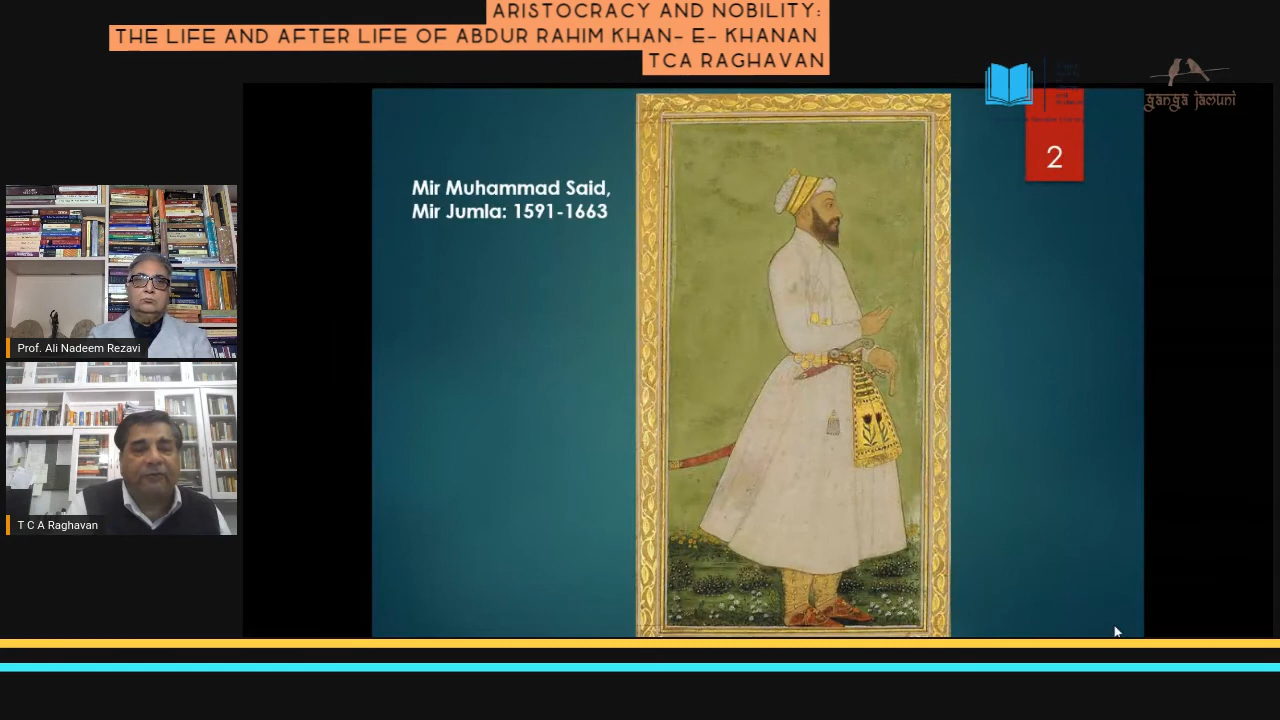 ARISTOCRACY AND NOBILITY:
THE LIFE AND AFTER LIFE OF ABDUR RAHIM KHAN- E- KHANAN
TCA RAGHAVAN
ganga jamuni
2
Mir Muhammad Said,
Mir Jumla: 1591-1663
Prof. Ali Nadeem Rezavi
T C A Raghavan